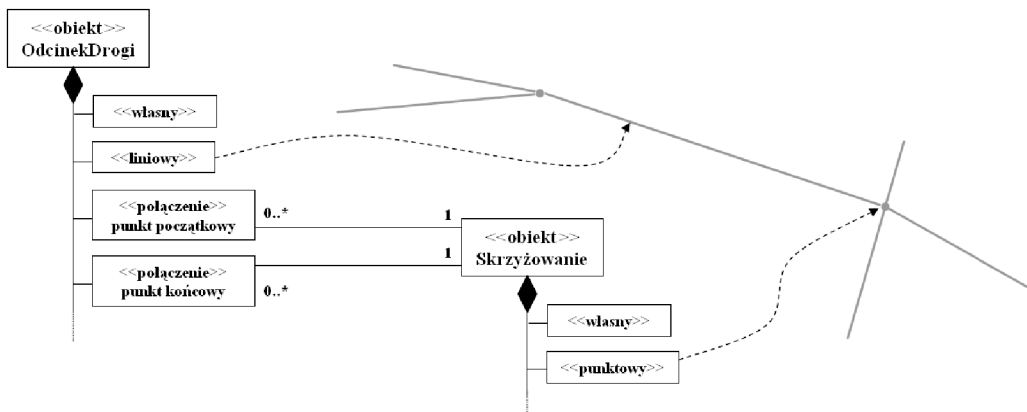 <<obiekt>>
OdcinekDrogi
<<własny>>
<<liniowy>>
<<połączenie>>
punkt początkowy
0..*
1
<<obiekt>>
Skrzyżowanie
<<połączenie>>
punkt końcowy
0..*
1
<<własny>>
<<punktowy>>